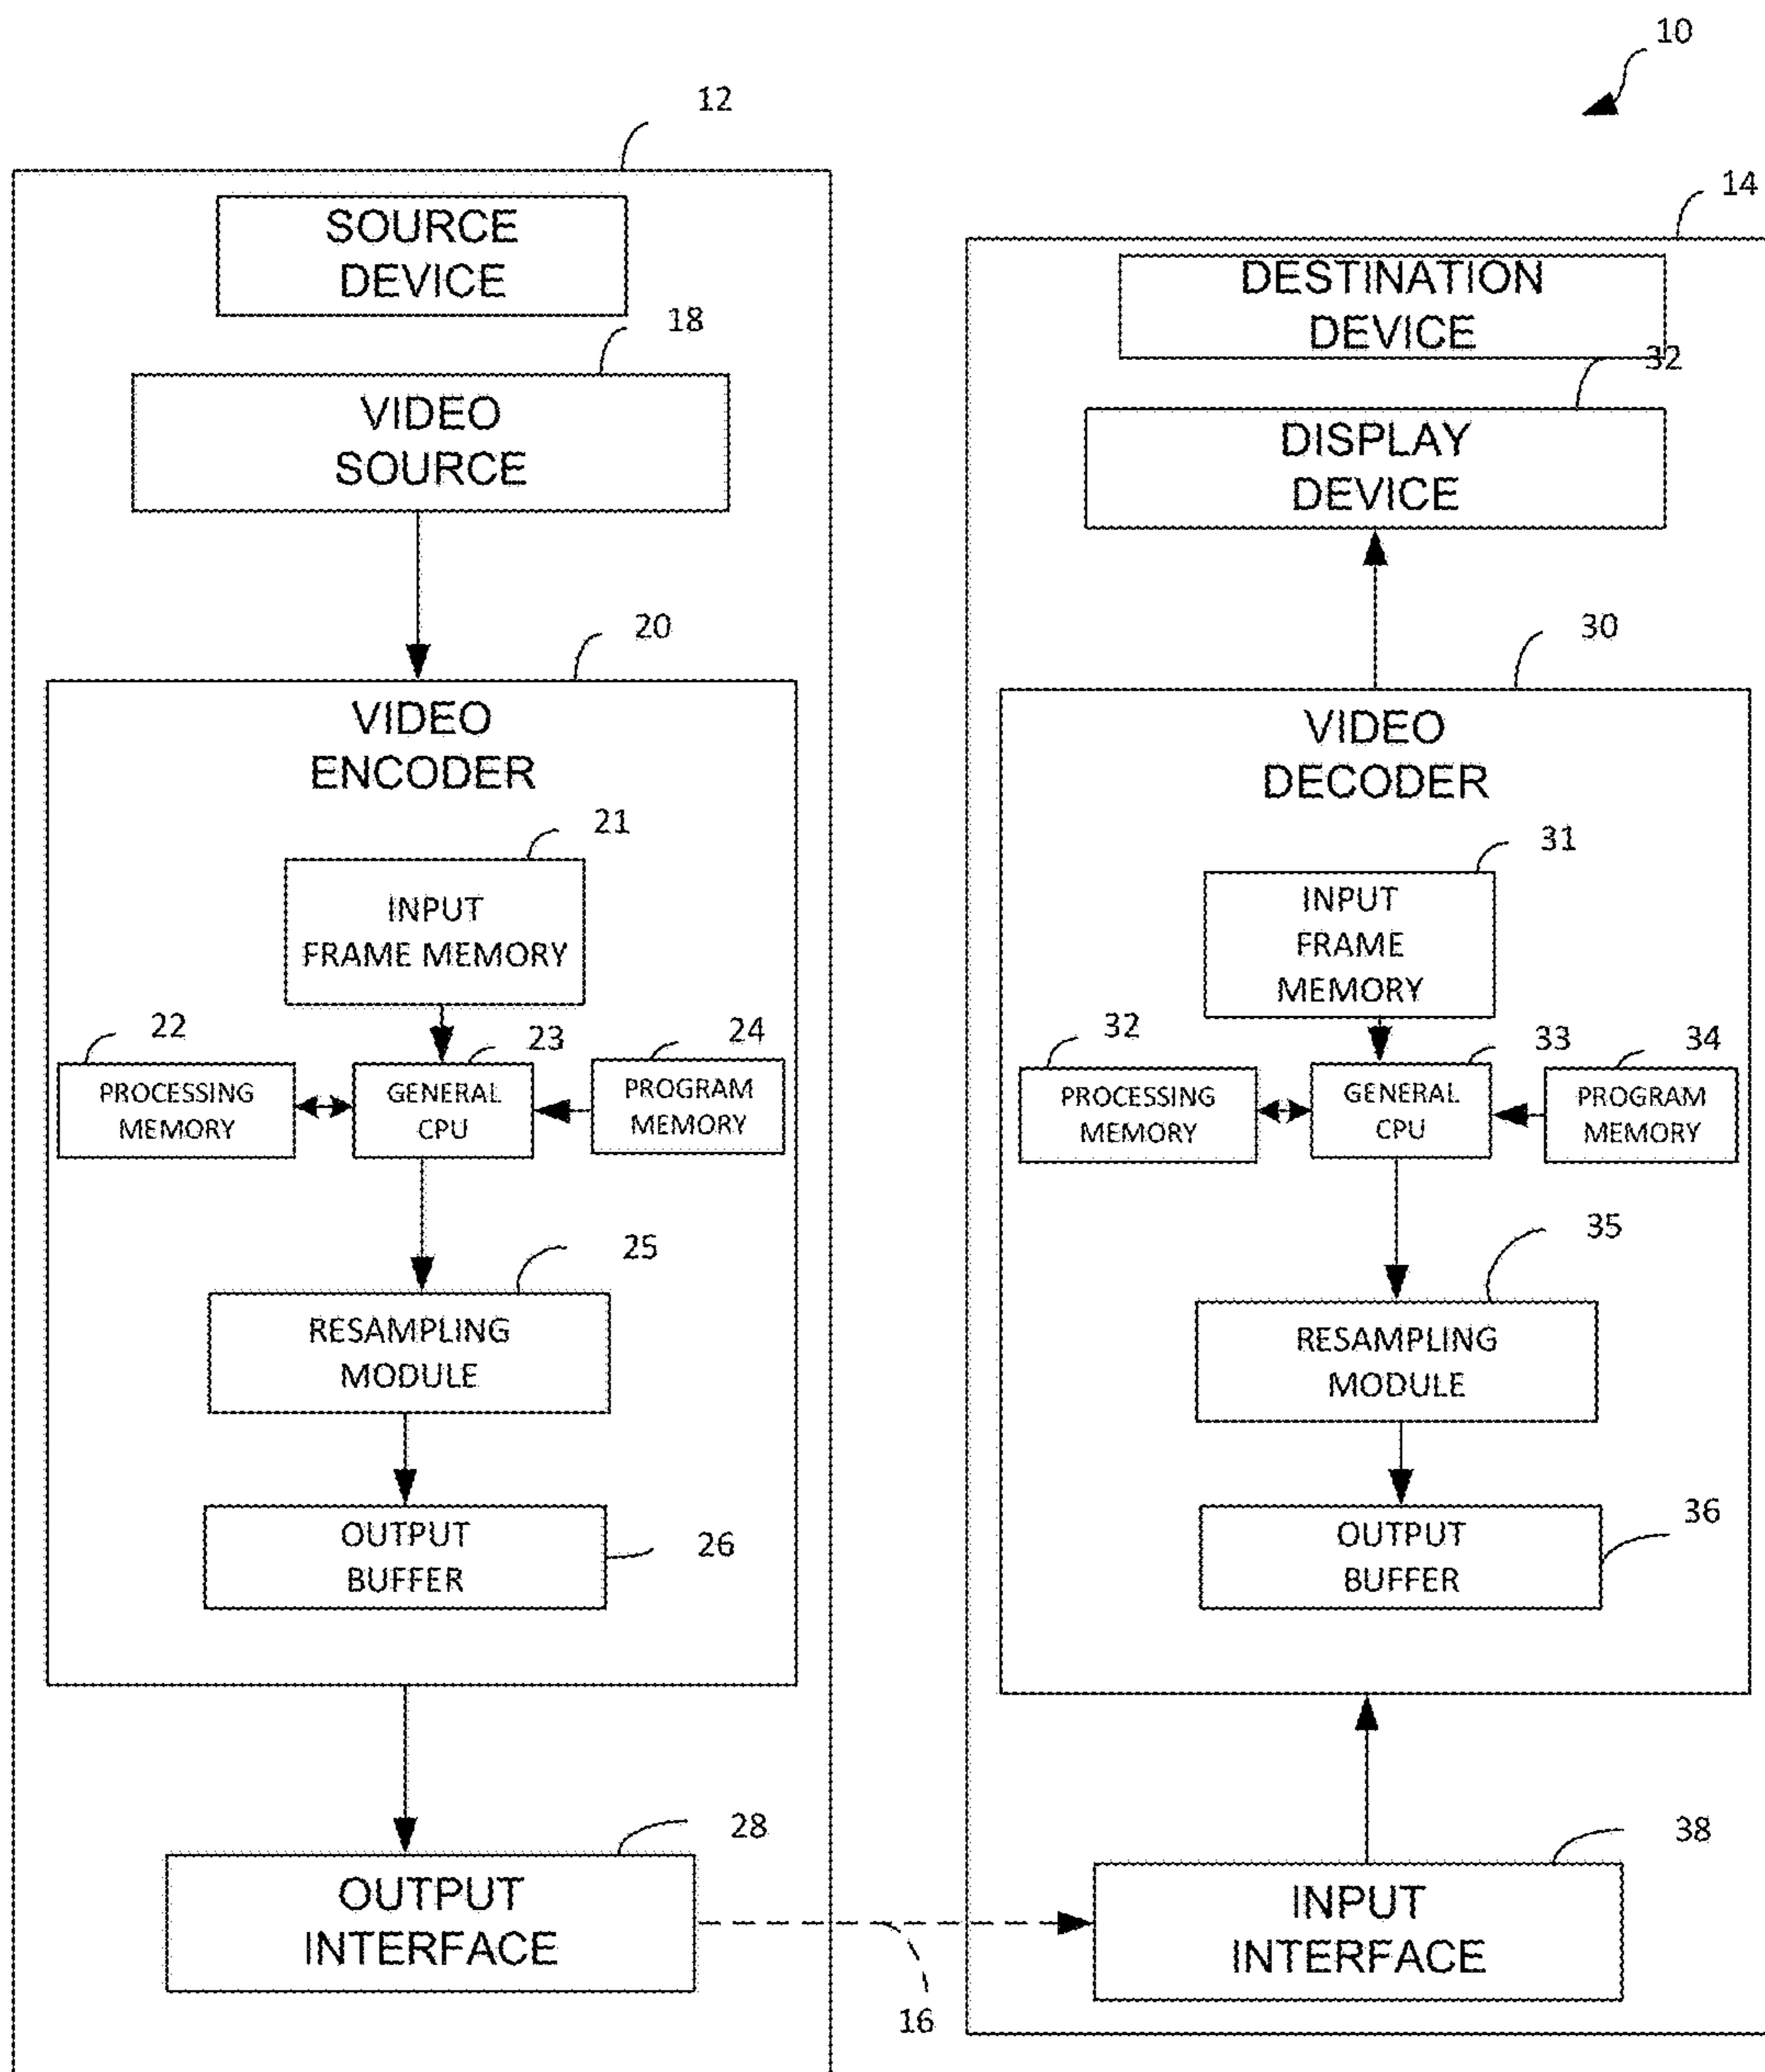 10
12
SOURCE
DEVICE
18
VIDEO
SOURCE
20
VIDEO
ENCODER
21
INPUT
FRAME MEMORY
22
23
24
PROCESSING
MEMORY
GENERAL
CPU
PROGRAM
MEMORY
25
RESAMPLING
MODULE
OUTPUT
BUFFER
26
28
OUTPUT
INTERFACE
16
14
DESTINATION
DEVICE
32
DISPLAY
DEVICE
30
VIDEO
DECODER
31
INPUT
FRAME
MEMORY
32
33
34
PROCESSING
MEMORY
GENERAL
CPU
PROGRAM
MEMORY
35
RESAMPLING
MODULE
OUTPUT
BUFFER
36
38
INPUT
INTERFACE